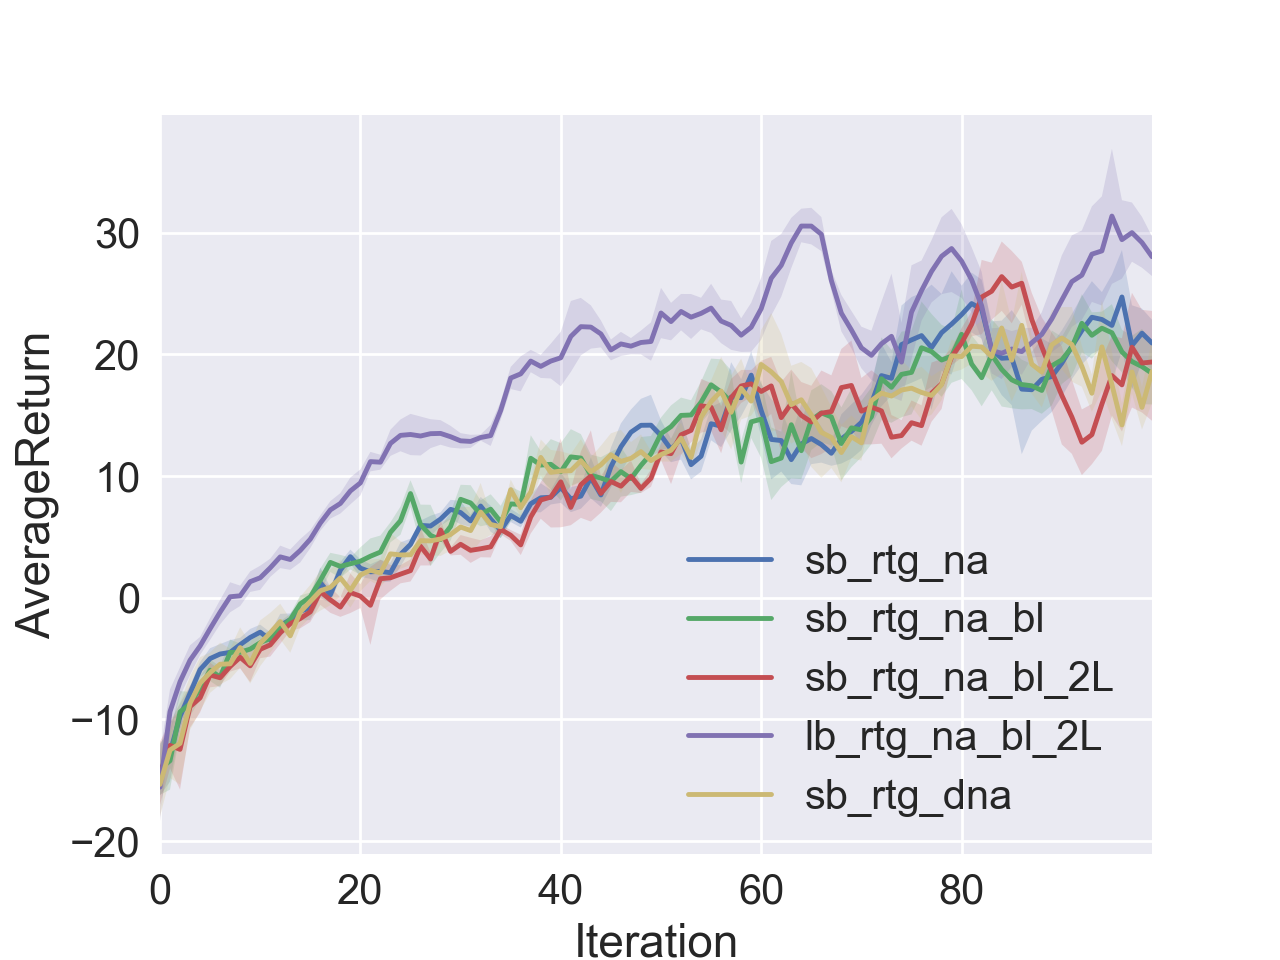 AverageReturn
30
20
10
0
−10
−20
sb_rtg_na
sb_rtg_na_bl
sb_rtg_na_bl_2L
lb_rtg_na_bl_2L
sb_rtg_dna
0 20 40 60 80
Iteration